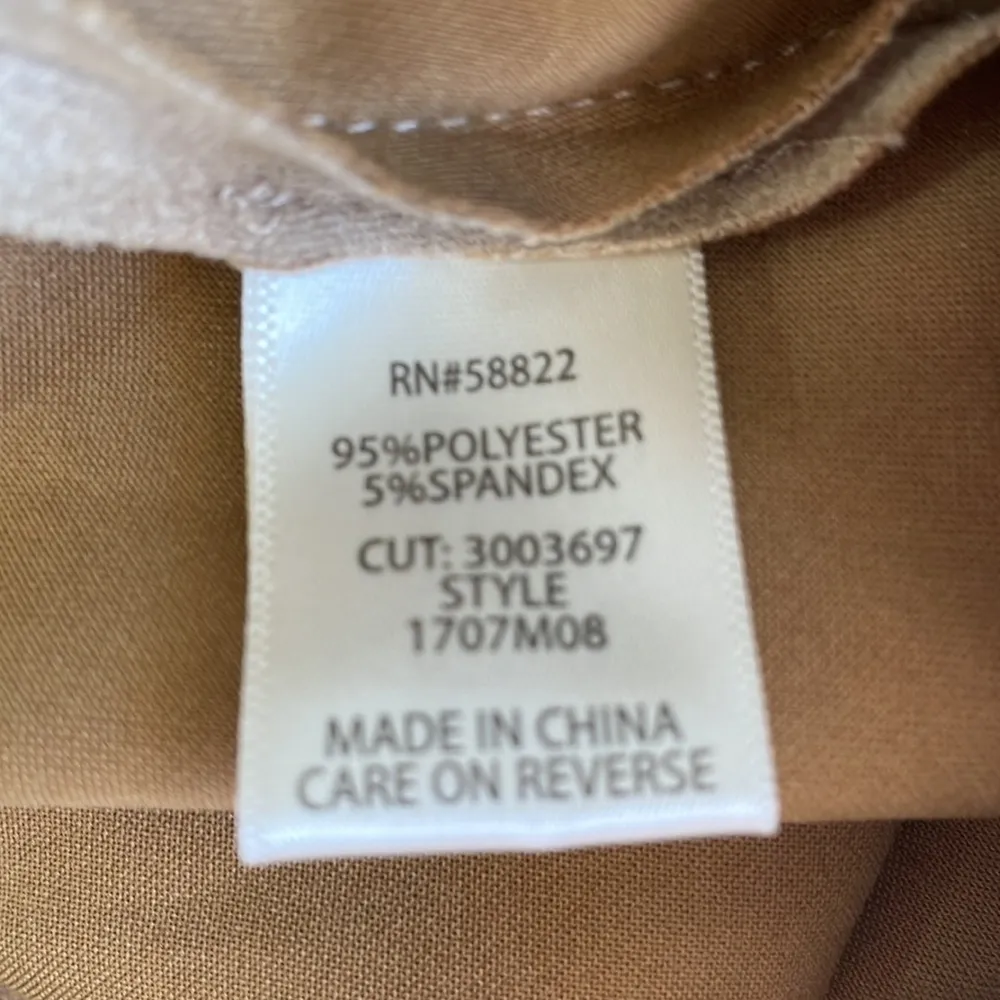 RN#58822
95%POLYESTER
5%SPANDEX
CUT: 3003697
STYLE
1707M08
MADE IN CHINA
CARE ON REVERSE